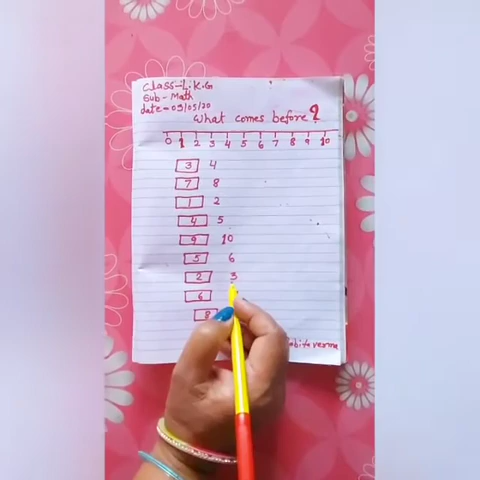 Class-L.K.G
Sub-Math
date-09/05/20
What comes before ?
0 1 2 3 4 5 6 7 8 9 10
3 4
7 8
1 2
4 5
9 10
5 6
2 3
6
8
verma